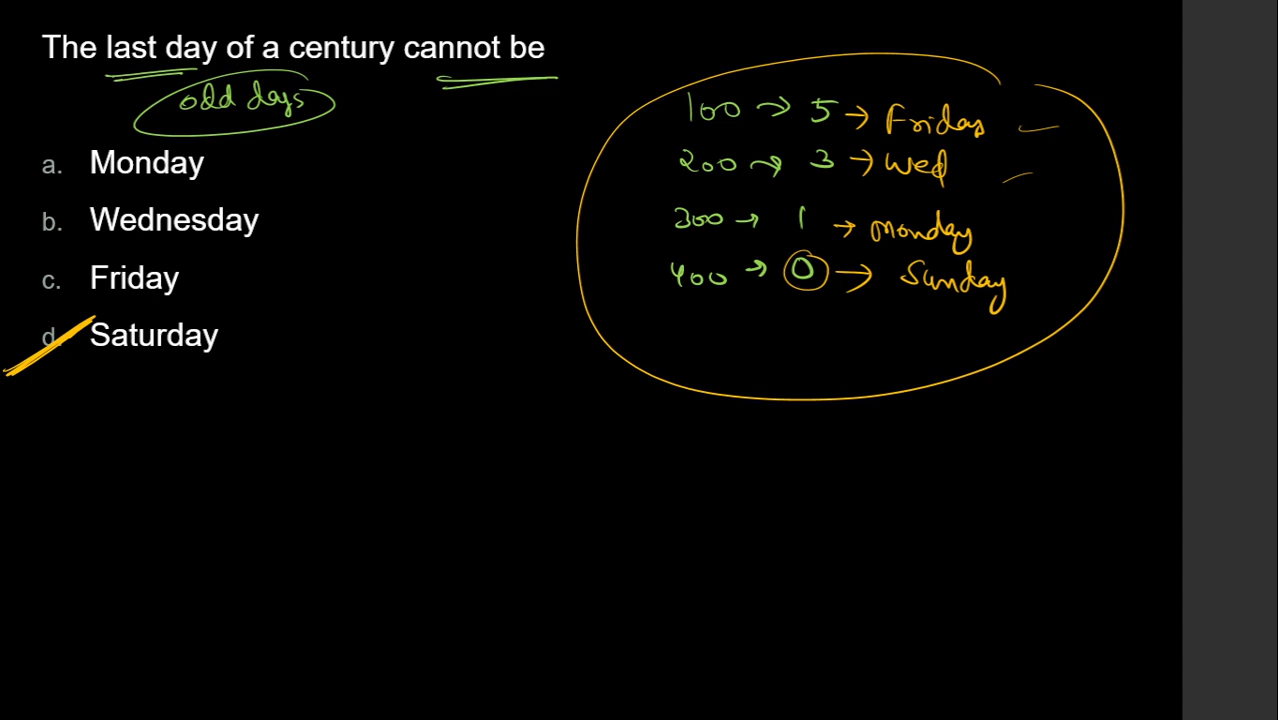 The last day of a century cannot be
odd days
a. Monday
b. Wednesday
c. Friday
d. Saturday
100 → 5 → Friday
200 → 3 → Wed
300 → 1 → Monday
400 → 0 → Sunday